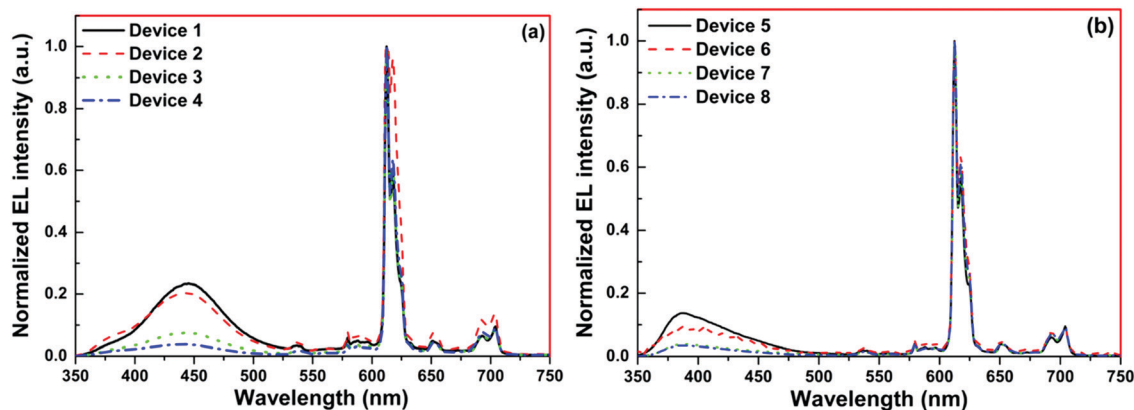 (a)
Device 1
Device 2
Device 3
Device 4
Normalized EL intensity (a.u.)
1.0
0.8
0.6
0.4
0.2
0.0
350 400 450 500 550 600 650 700 750
Wavelength (nm)
(b)
Device 5
Device 6
Device 7
Device 8
Normalized EL intensity (a.u.)
1.0
0.8
0.6
0.4
0.2
0.0
350 400 450 500 550 600 650 700 750
Wavelength (nm)